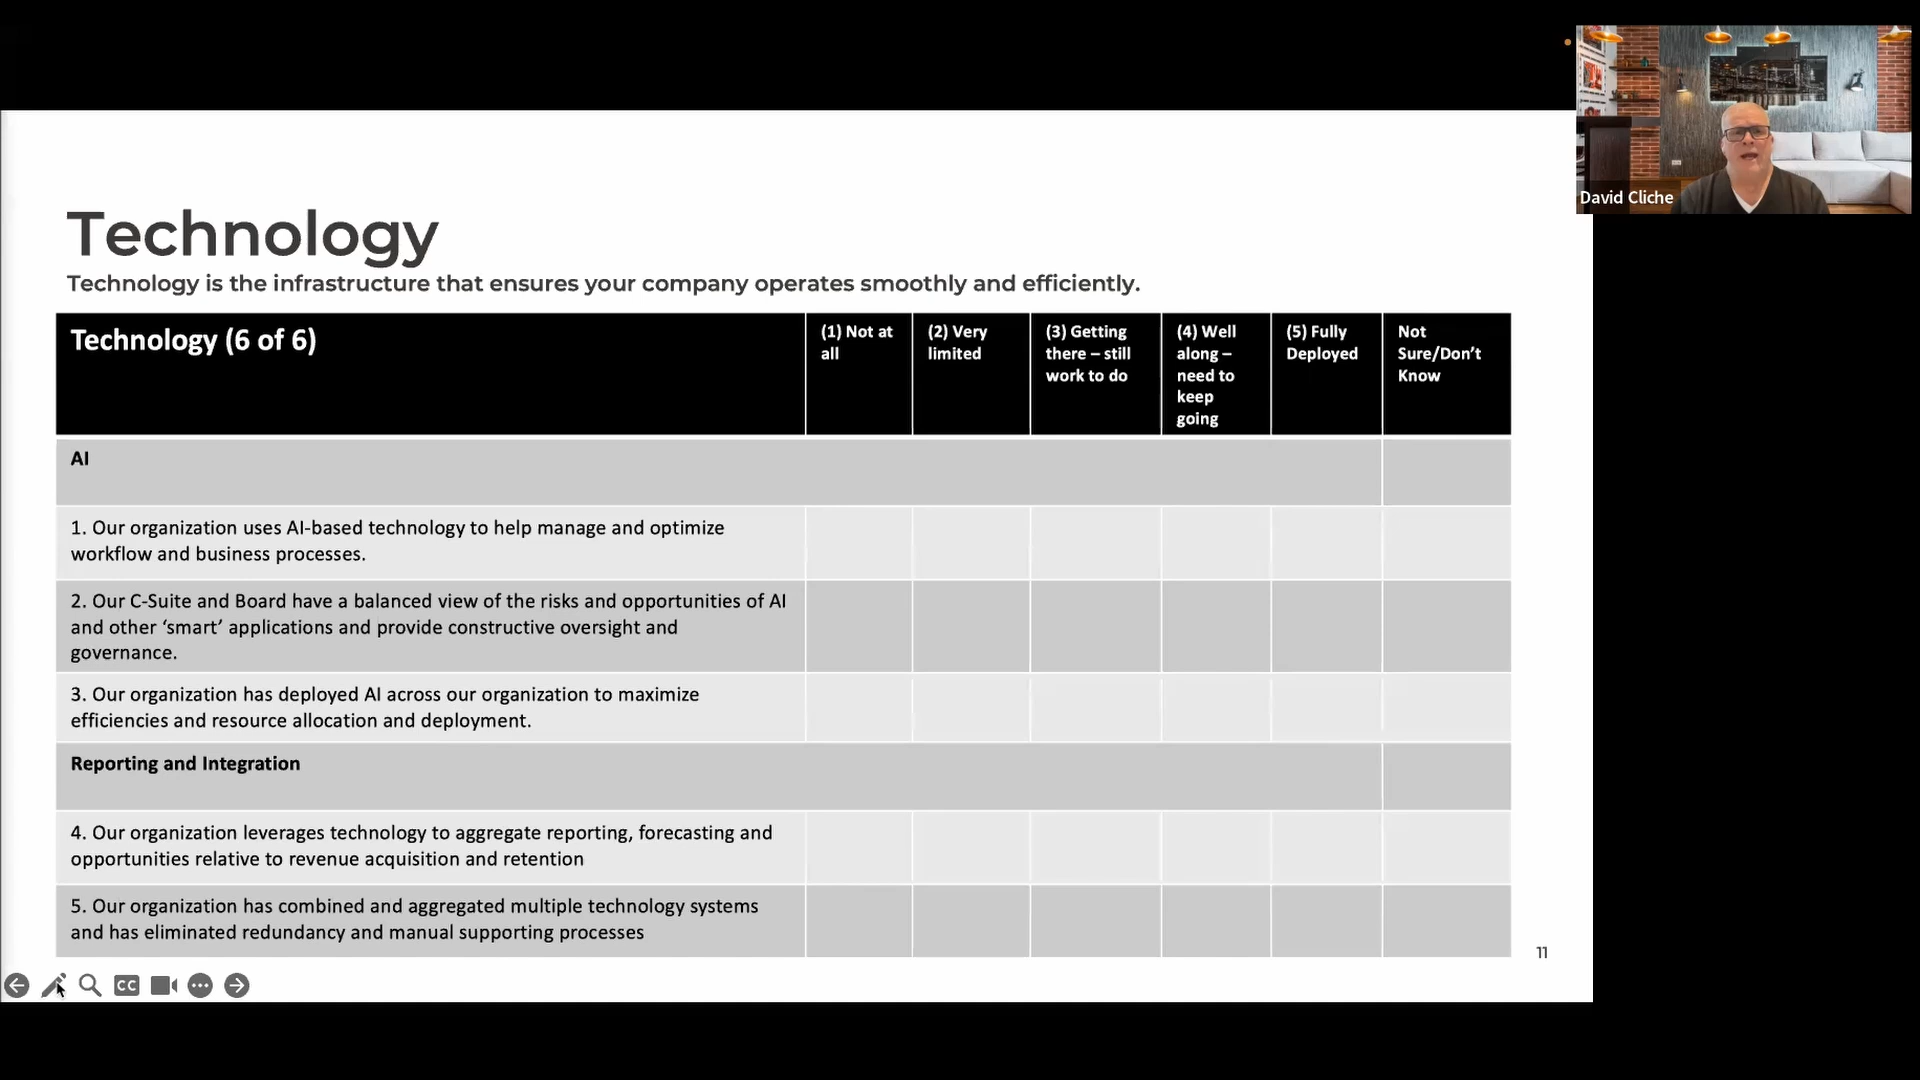 David Cliche
Technology
Technology is the infrastructure that ensures your company operates smoothly and efficiently.
Technology (6 of 6)
(1) Not at
all
(2) Very
limited
(3) Getting
there – still
work to do
(4) Well
along –
need to
keep
going
(5) Fully
Deployed
Not
Sure/Don’t
Know
AI
1. Our organization uses AI-based technology to help manage and optimize
workflow and business processes.
2. Our C-Suite and Board have a balanced view of the risks and opportunities of AI
and other ‘smart’ applications and provide constructive oversight and
governance.
3. Our organization has deployed AI across our organization to maximize
efficiencies and resource allocation and deployment.
Reporting and Integration
4. Our organization leverages technology to aggregate reporting, forecasting and
opportunities relative to revenue acquisition and retention
5. Our organization has combined and aggregated multiple technology systems
and has eliminated redundancy and manual supporting processes
11
CC